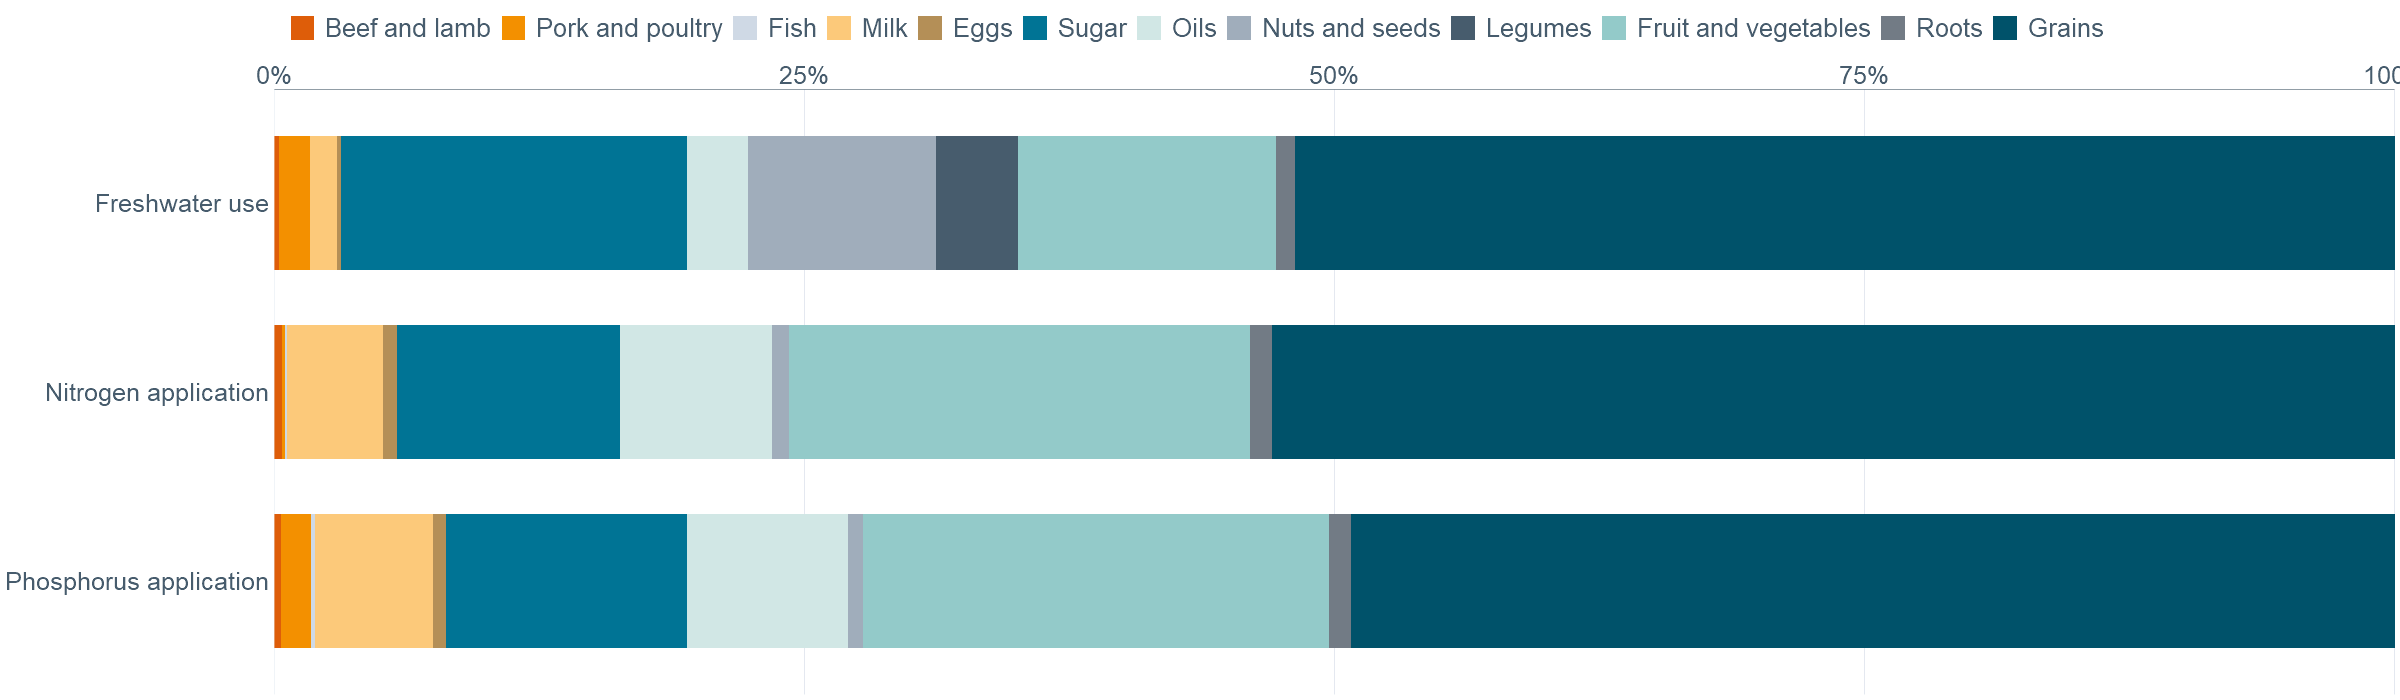 Beef and lamb Pork and poultry Fish Milk Eggs Sugar Oils Nuts and seeds Legumes Fruit and vegetables Roots Grains
0% 25% 50% 75% 100
Freshwater use
Nitrogen application
Phosphorus application